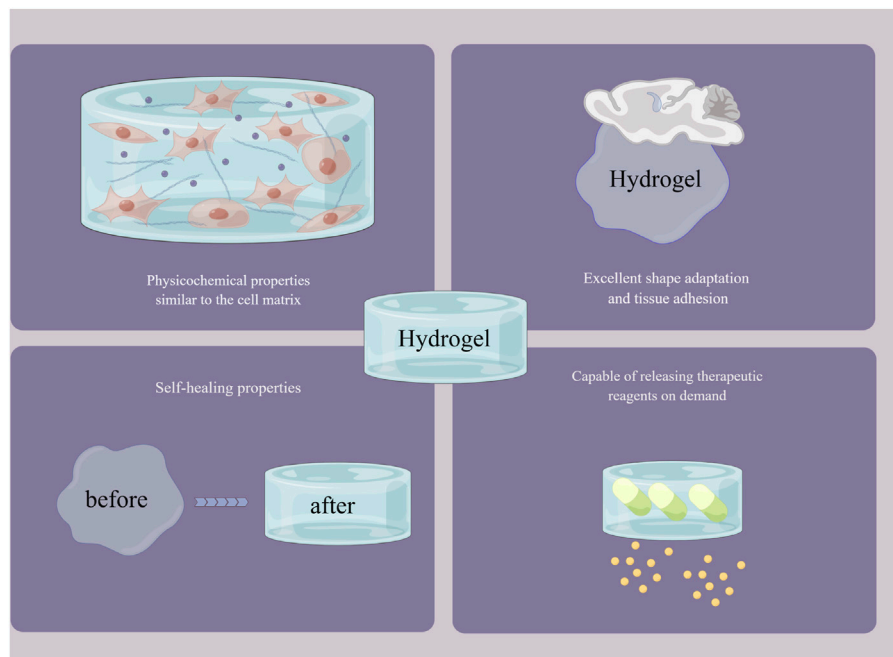 Physicochemical properties
similar to the cell matrix
Hydrogel
Excellent shape adaptation
and tissue adhesion
Hydrogel
Self-healing properties
before
after
Capable of releasing therapeutic
reagents on demand